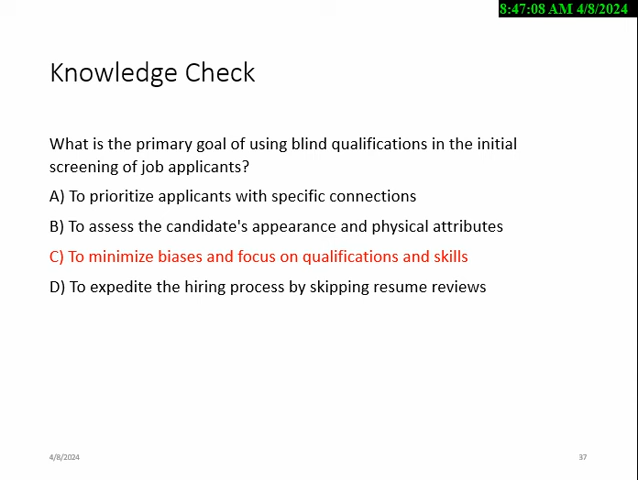 8:47:08 AM 4/8/2024
Knowledge Check
What is the primary goal of using blind qualifications in the initial
screening of job applicants?
A) To prioritize applicants with specific connections
B) To assess the candidate's appearance and physical attributes
C) To minimize biases and focus on qualifications and skills
D) To expedite the hiring process by skipping resume reviews
4/8/2024
37